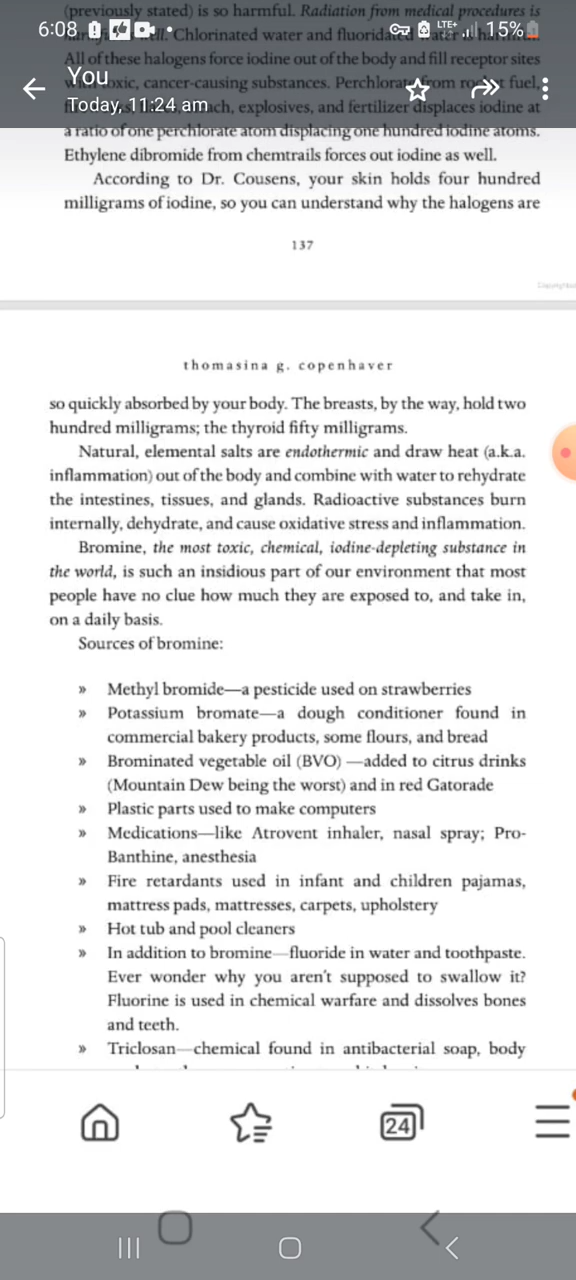 (previously stated) is so harmful. Radiation from medical procedures is
6:08 LTE+ 15%
well. Chlorinated water and
All of these halogens force iodine out of the body and fill receptor sites
You
toxic, cancer-causing substances. Perchlorate from rocket fuel,
Today, 11:24 am
explosives, and fertilizer displaces iodine at
a ratio of one perchlorate atom displacing one hundred iodine atoms.
Ethylene dibromide from chemtrails forces out iodine as well.
According to Dr. Cousens, your skin holds four hundred
milligrams of iodine, so you can understand why the halogens are
137
thomasina g. copenhaver
so quickly absorbed by your body. The breasts, by the way, hold two
hundred milligrams; the thyroid fifty milligrams.
Natural, elemental salts are endothermic and draw heat (a.k.a.
inflammation) out of the body and combine with water to rehydrate
the intestines, tissues, and glands. Radioactive substances burn
internally, dehydrate, and cause oxidative stress and inflammation.
Bromine, the most toxic, chemical, iodine-depleting substance in
the world, is such an insidious part of our environment that most
people have no clue how much they are exposed to, and take in,
on a daily basis.
Sources of bromine:
» Methyl bromide—a pesticide used on strawberries
» Potassium bromate—a dough conditioner found in
commercial bakery products, some flours, and bread
» Brominated vegetable oil (BVO) —added to citrus drinks
(Mountain Dew being the worst) and in red Gatorade
» Plastic parts used to make computers
» Medications—like Atrovent inhaler, nasal spray; Pro-
Banthine, anesthesia
» Fire retardants used in infant and children pajamas,
mattress pads, mattresses, carpets, upholstery
» Hot tub and pool cleaners
» In addition to bromine—fluoride in water and toothpaste.
Ever wonder why you aren't supposed to swallow it?
Fluorine is used in chemical warfare and dissolves bones
and teeth.
» Triclosan—chemical found in antibacterial soap, body
24